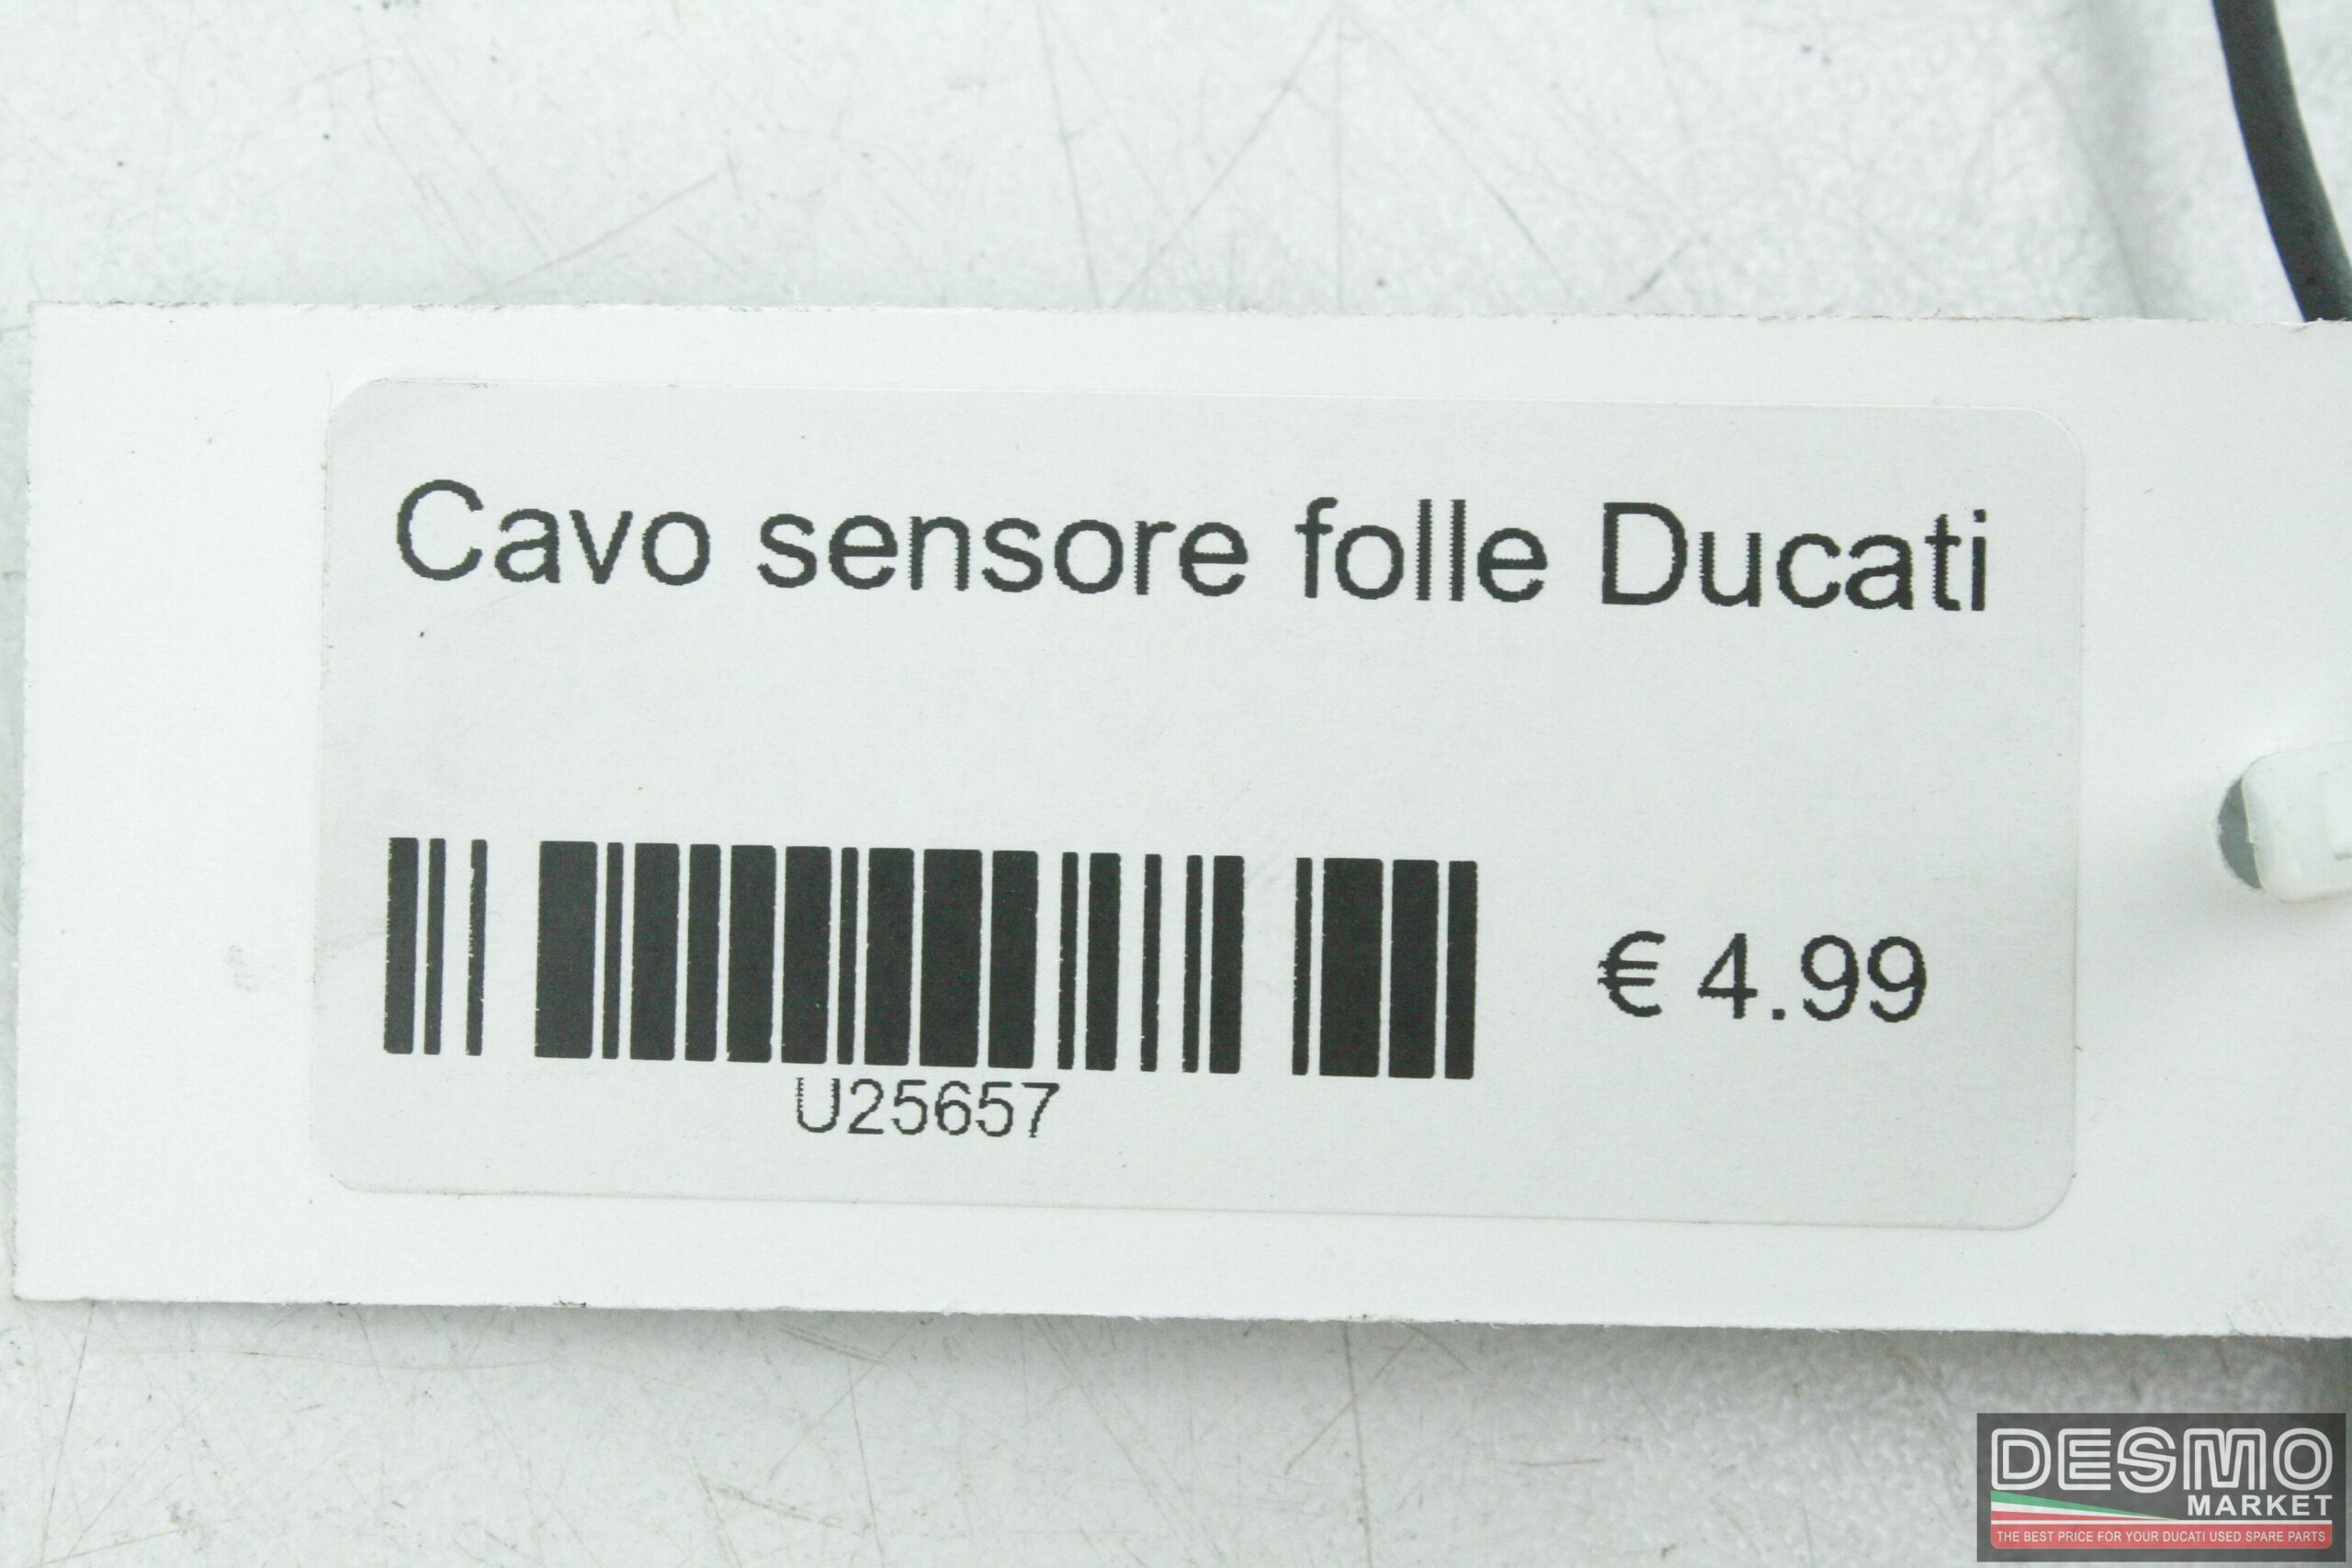 Cavo sensore folle Ducati
€ 4.99
U25657
DESMO
MARKET
THE BEST PRICE FOR YOUR DUCATI USED SPARE PARTS